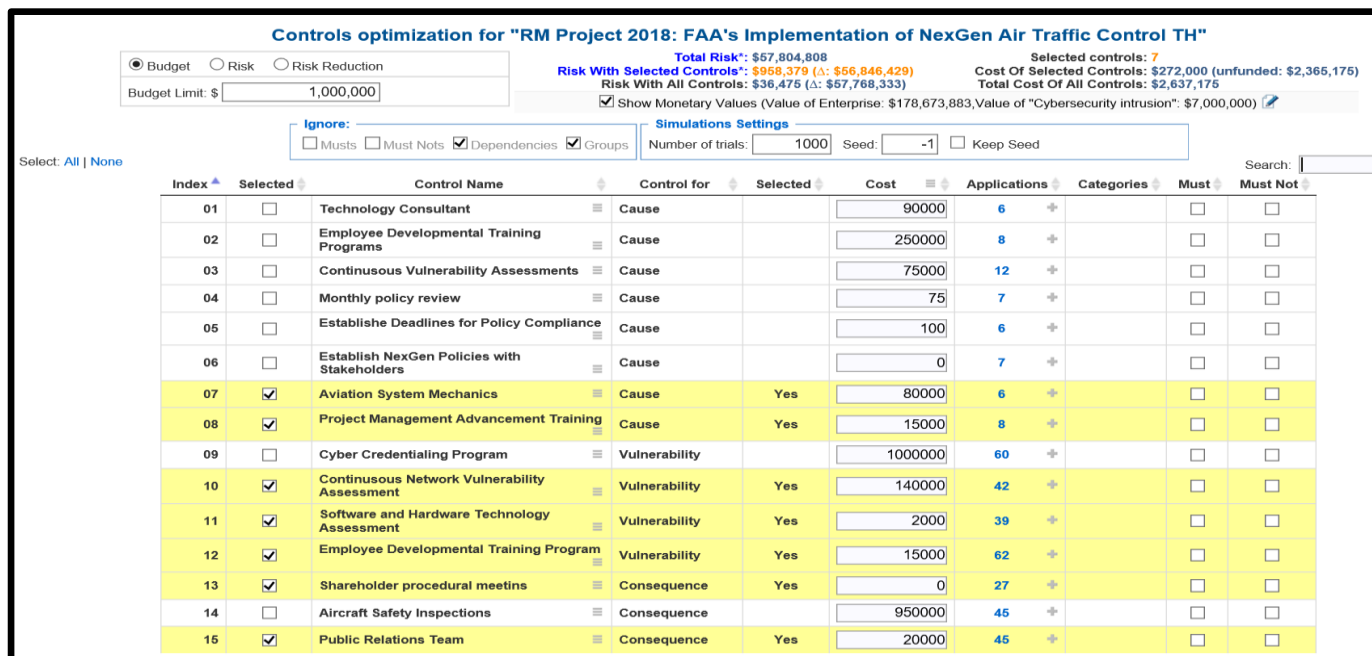 Controls optimization for "RM Project 2018: FAA's Implementation of NexGen Air Traffic Control TH"
Budget Risk Risk Reduction
Budget Limit: $ 1,000,000
Total Risk*: $57,804,808
Risk With Selected Controls*: $958,379 (Δ: $56,846,429)
Risk With All Controls: $36,475 (Δ: $57,768,333)
Selected controls: 7
Cost Of Selected Controls: $272,000 (unfunded: $2,365,175)
Total Cost Of All Controls: $2,637,175
Show Monetary Values (Value of Enterprise: $178,673,883,Value of "Cybersecurity intrusion": $7,000,000)
Ignore:
Musts Must Nots Dependencies Groups
Simulations Settings
Number of trials: 1000 Seed: -1 Keep Seed
Select: All | None
Search:
Index Selected Control Name Control for Selected Cost Applications Categories Must Must Not
01 Technology Consultant Cause 90000 6
02 Employee Developmental Training
Programs Cause 250000 8
03 Continusous Vulnerability Assessments Cause 75000 12
04 Monthly policy review Cause 75 7
05 Establishe Deadlines for Policy Compliance Cause 100 6
06 Establish NexGen Policies with
Stakeholders Cause 0 7
07 Aviation System Mechanics Cause Yes 80000 6
08 Project Management Advancement Training Cause Yes 15000 8
09 Cyber Credentialing Program Vulnerability 1000000 60
10 Continusous Network Vulnerability
Assessment Vulnerability Yes 140000 42
11 Software and Hardware Technology
Assessment Vulnerability Yes 2000 39
12 Employee Developmental Training Program Vulnerability Yes 15000 62
13 Shareholder procedural meetins Consequence Yes 0 27
14 Aircraft Safety Inspections Consequence 950000 45
15 Public Relations Team Consequence Yes 20000 45